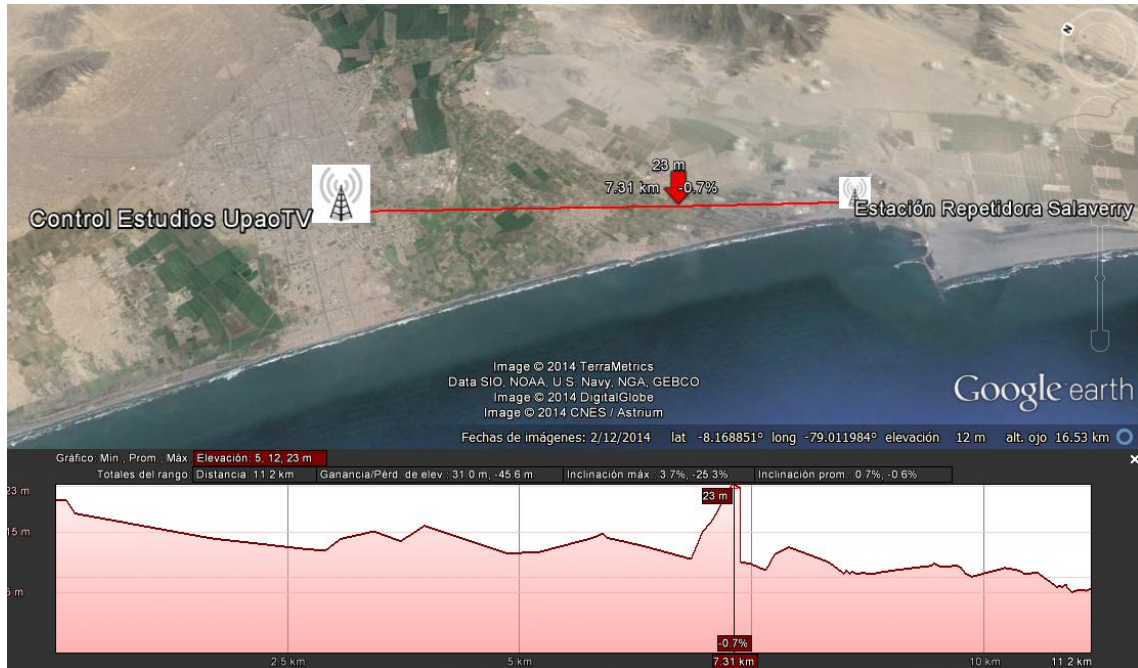 N
23 m
7.31 km -0.7%
Control Estudios UpaoTV
Estación Repetidora Salaverry
Image © 2014 TerraMetrics
Data SIO, NOAA, U.S. Navy, NGA, GEBCO
Image © 2014 DigitalGlobe
Image © 2014 CNES / Astrium
Google earth
Fechas de imágenes: 2/12/2014 lat -8.168851° long -79.011984° elevación 12 m alt. ojo 16.53 km
Gráfico: Mín., Prom., Máx. Elevación: 5, 12, 23 m
Totales del rango: Distancia: 11.2 km Ganancia/Pérd. de elev.: 31.0 m, -45.6 m Inclinación máx.: 3.7%, -25.3% Inclinación prom.: 0.7%, -0.6%
23 m
23 m
15 m
5 m
-0.7%
2.5 km 5 km 7.31 km 10 km 11.2 km